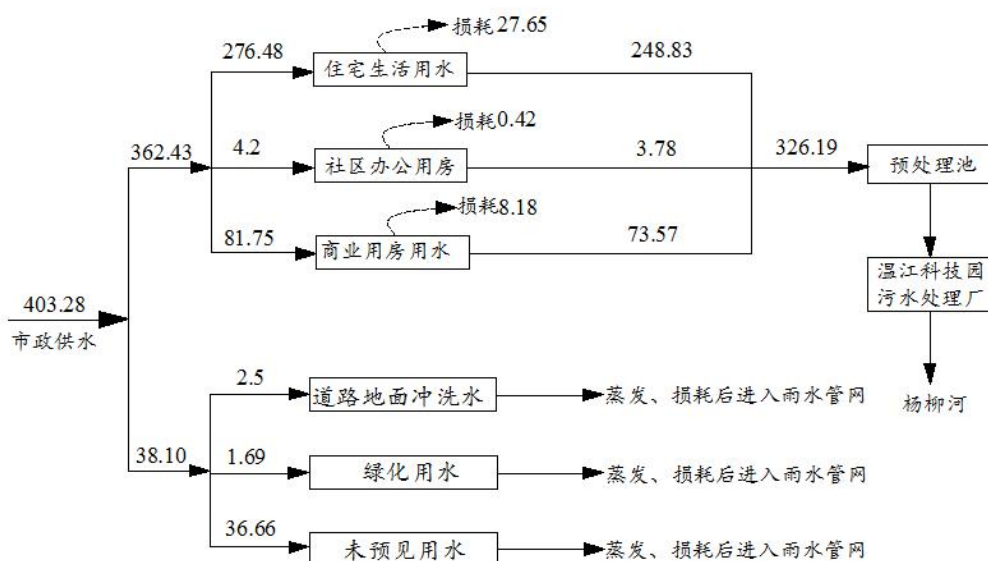 损耗27.65
276.48
住宅生活用水
248.83
损耗0.42
362.43
4.2
社区办公用房
3.78
326.19
预处理池
损耗8.18
81.75
商业用房用水
73.57
温江科技园
污水处理厂
403.28
市政供水
杨柳河
2.5
道路地面冲洗水
蒸发、损耗后进入雨水管网
38.10
1.69
绿化用水
蒸发、损耗后进入雨水管网
36.66
未预见用水
蒸发、损耗后进入雨水管网